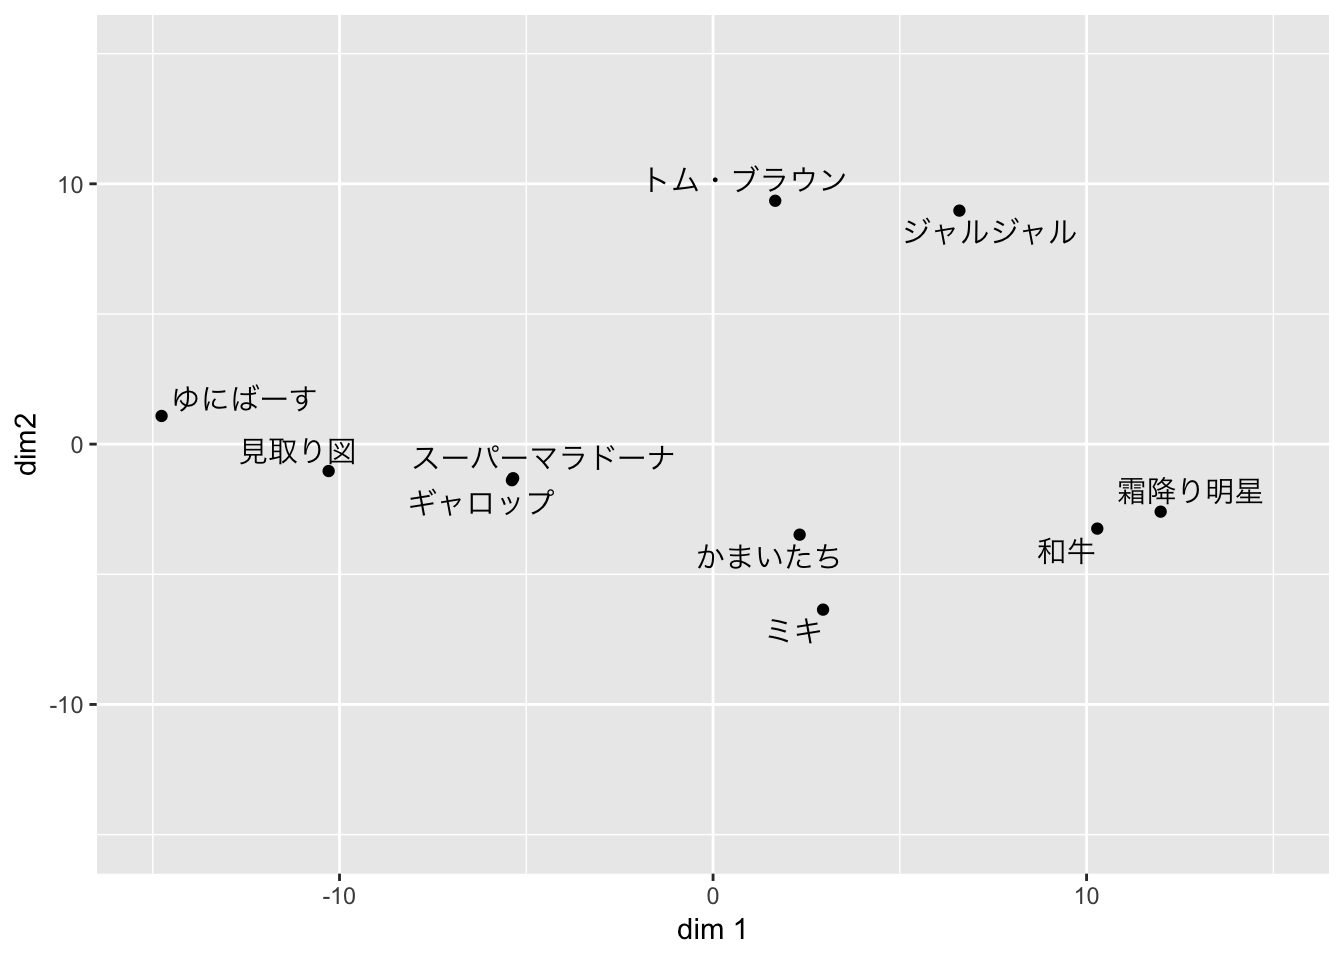 トム・ブラウン
10
ジャルジャル
ゆにばーす
見取り図
0
スーパーマラドーナ
ギャロップ
霜降り明星
和牛
かまいたち
ミキ
-10
-10
0
10
dim 1
dim2